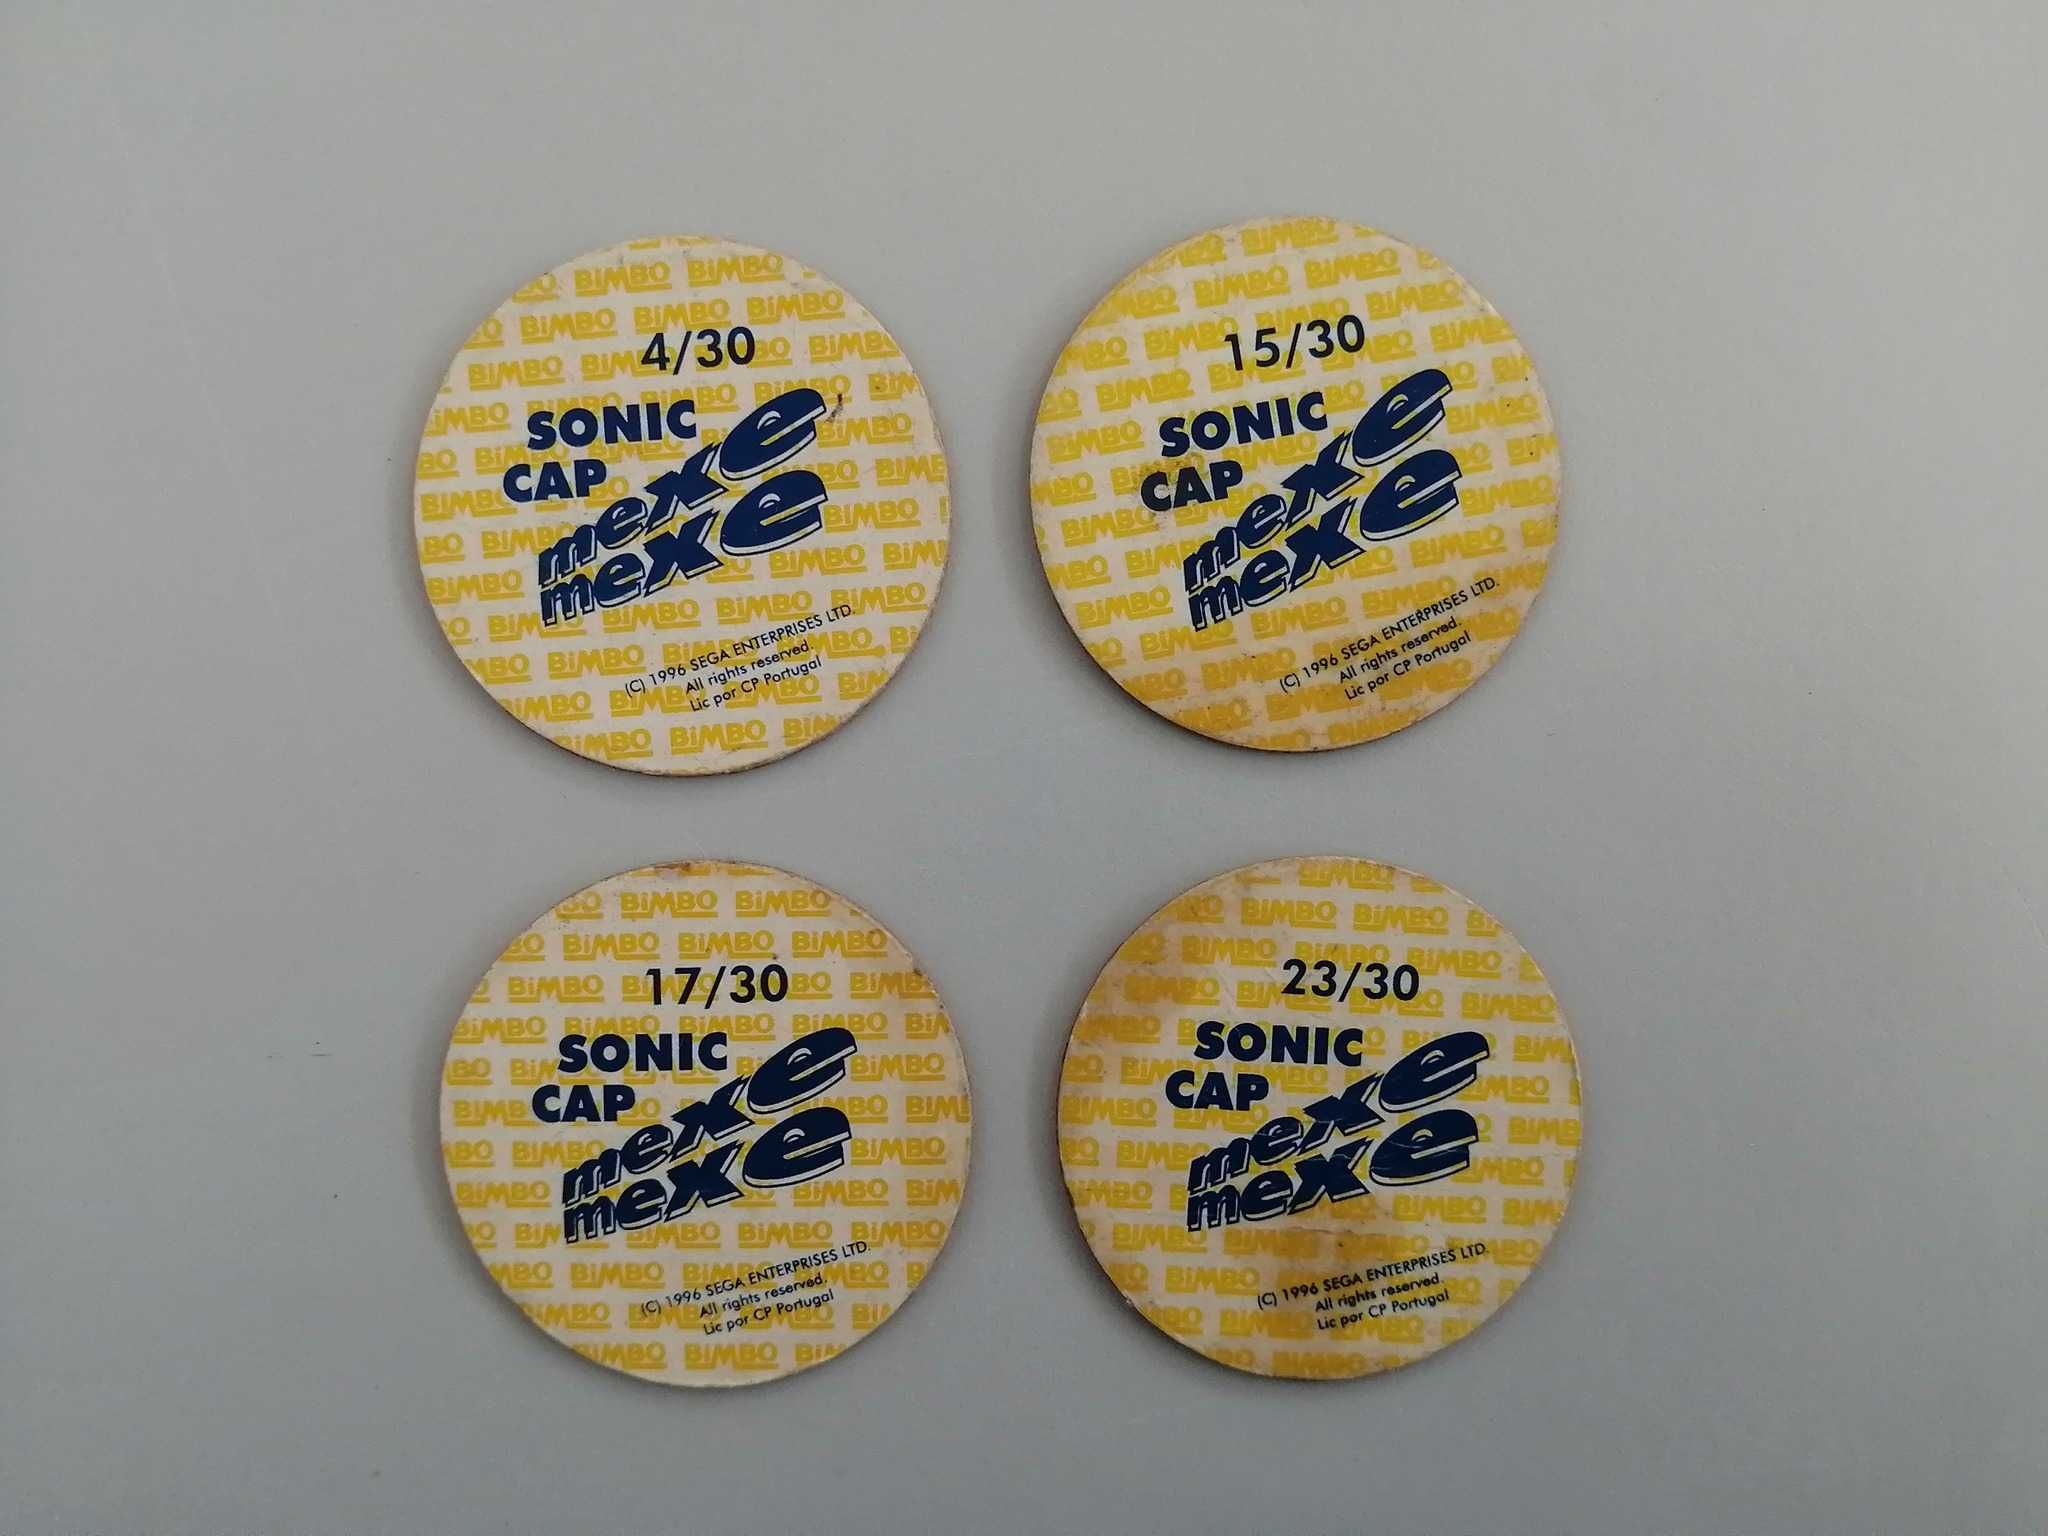 4/30
SONIC
CAP
mexe
mexe
(C) 1996 SEGA ENTERPRISES LTD.
All rights reserved.
Lic por CP Portugal
BiMBO
15/30
SONIC
CAP
mexe
mexe
(C) 1996 SEGA ENTERPRISES LTD.
All rights reserved.
Lic por CP Portugal
BiMBO
17/30
SONIC
CAP
mexe
mexe
(C) 1996 SEGA ENTERPRISES LTD.
All rights reserved.
Lic por CP Portugal
BiMBO
23/30
SONIC
CAP
mexe
mexe
(C) 1996 SEGA ENTERPRISES LTD.
All rights reserved.
Lic por CP Portugal
BiMBO